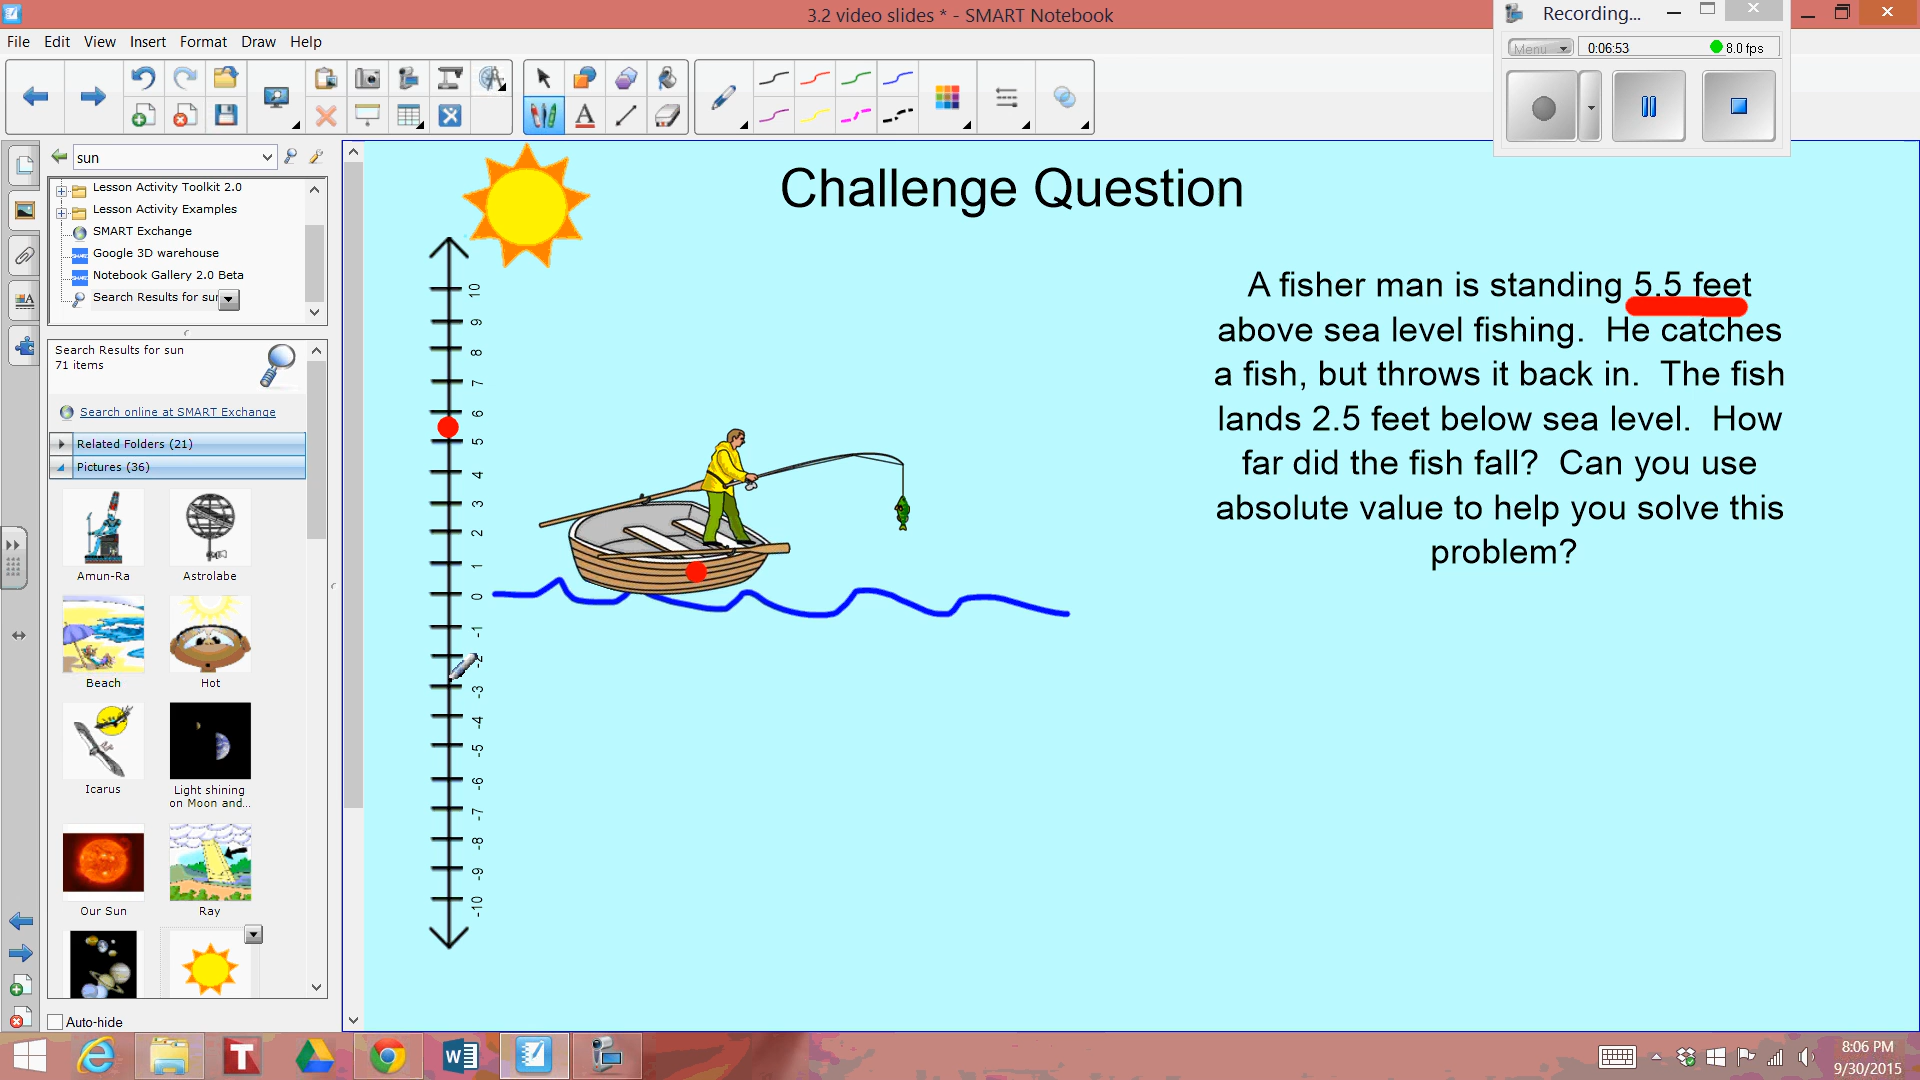 3.2 video slides * - SMART Notebook
Recording...
File Edit View Insert Format Draw Help
Menu
0:06:53
8.0 fps
sun
Lesson Activity Toolkit 2.0
Lesson Activity Examples
SMART Exchange
Google 3D warehouse
Notebook Gallery 2.0 Beta
Search Results for sun
Search Results for sun
71 items
Search online at SMART Exchange
Related Folders (21)
Pictures (36)
Amun-Ra
Astrolabe
Beach
Hot
Icarus
Light shining
on Moon and...
Our Sun
Ray
Auto-hide
Challenge Question
A fisher man is standing 5.5 feet
above sea level fishing. He catches
a fish, but throws it back in. The fish
lands 2.5 feet below sea level. How
far did the fish fall? Can you use
absolute value to help you solve this
problem?
10
9
8
7
6
5
4
3
2
1
0
-1
-2
-3
-4
-5
-6
-7
-8
-9
-10
8:06 PM
9/30/2015